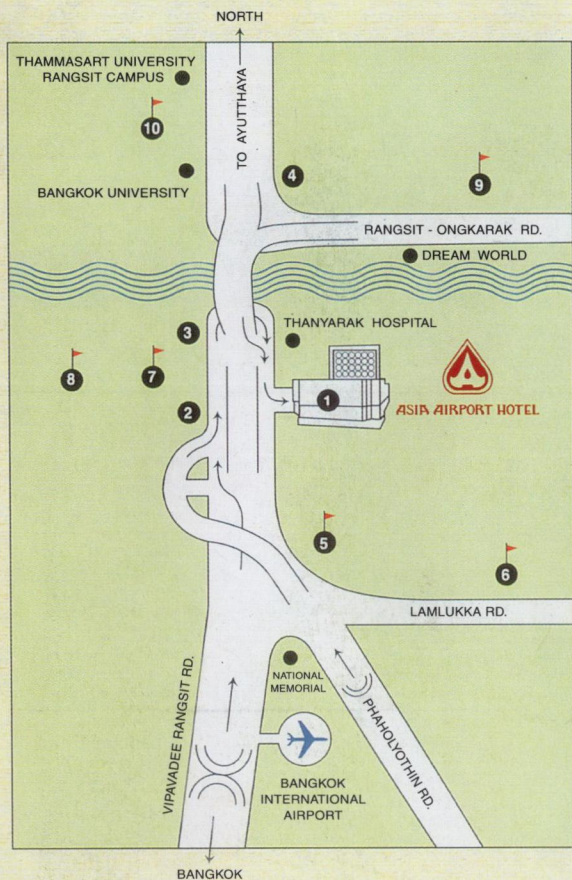 NORTH
THAMMASART UNIVERSITY
RANGSIT CAMPUS
TO AYUTTHAYA
10
4
9
BANGKOK UNIVERSITY
RANGSIT - ONGKARAK RD.
DREAM WORLD
THANYARAK HOSPITAL
3
8
7
2
1
ASIA AIRPORT HOTEL
5
6
LAMLUKKA RD.
NATIONAL
MEMORIAL
VIPAVADEE RANGSIT RD.
PHAHOLYOTHIN RD.
BANGKOK
INTERNATIONAL
AIRPORT
BANGKOK